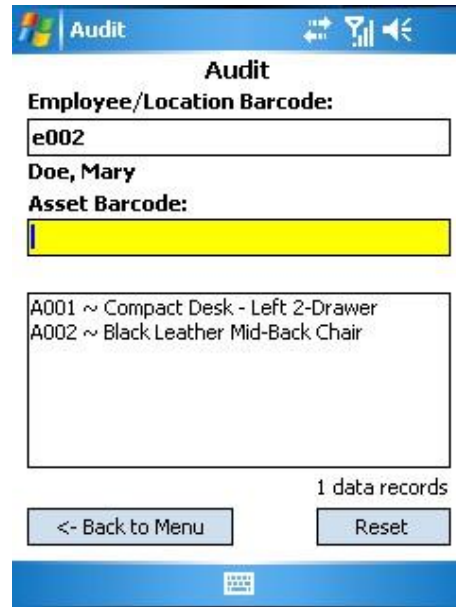 Audit
Audit
Employee/Location Barcode:
e002
Doe, Mary
Asset Barcode:
A001 ~ Compact Desk - Left 2-Drawer
A002 ~ Black Leather Mid-Back Chair
1 data records
<- Back to Menu
Reset